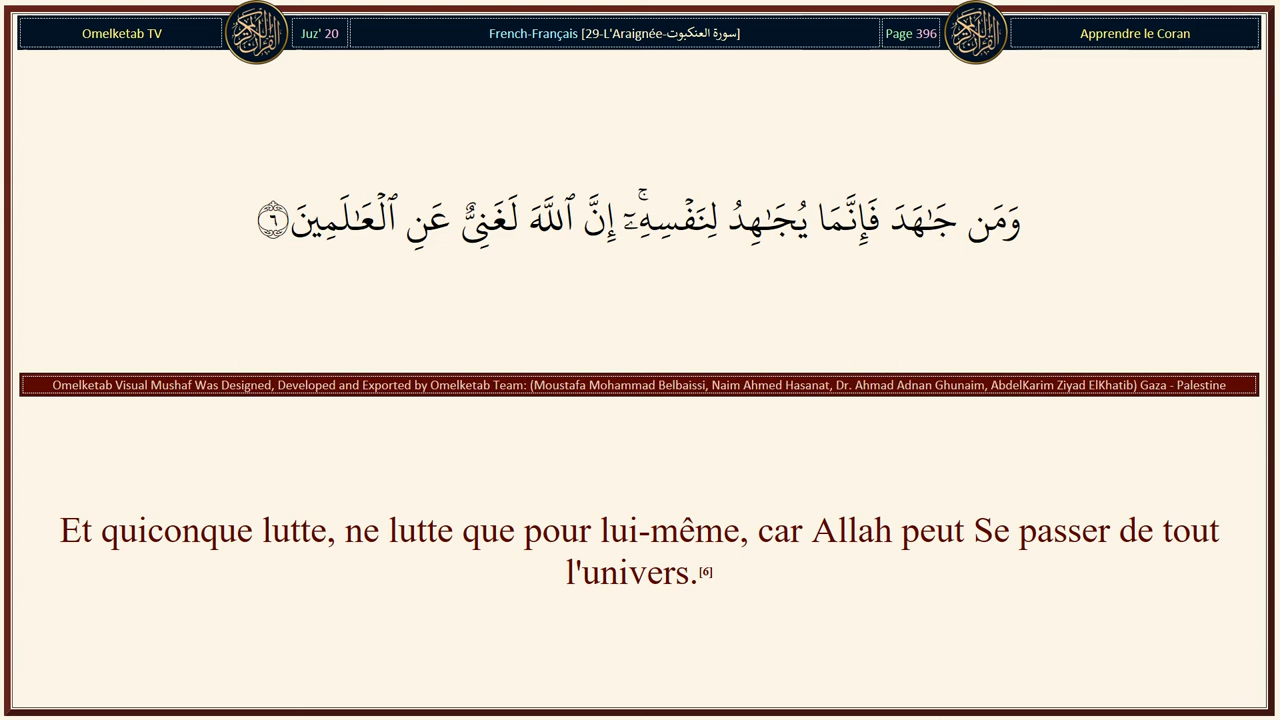 Omelketab TV
Juz' 20
French-Français [29-L'Araignée-سورة العنكبوت]
Page 396
Apprendre le Coran
وَمَن جَـٰهَدَ فَإِنَّمَا يُجَـٰهِدُ لِنَفْسِهِۦٓ ۚ إِنَّ ٱللَّهَ لَغَنِىٌّ عَنِ ٱلْعَـٰلَمِينَ ٦
Omelketab Visual Mushaf Was Designed, Developed and Exported by Omelketab Team: (Moustafa Mohammad Belbaissi, Naim Ahmed Hasanat, Dr. Ahmad Adnan Ghunaim, AbdelKarim Ziyad ElKhatib) Gaza - Palestine
Et quiconque lutte, ne lutte que pour lui-même, car Allah peut Se passer de tout
l'univers.[6]